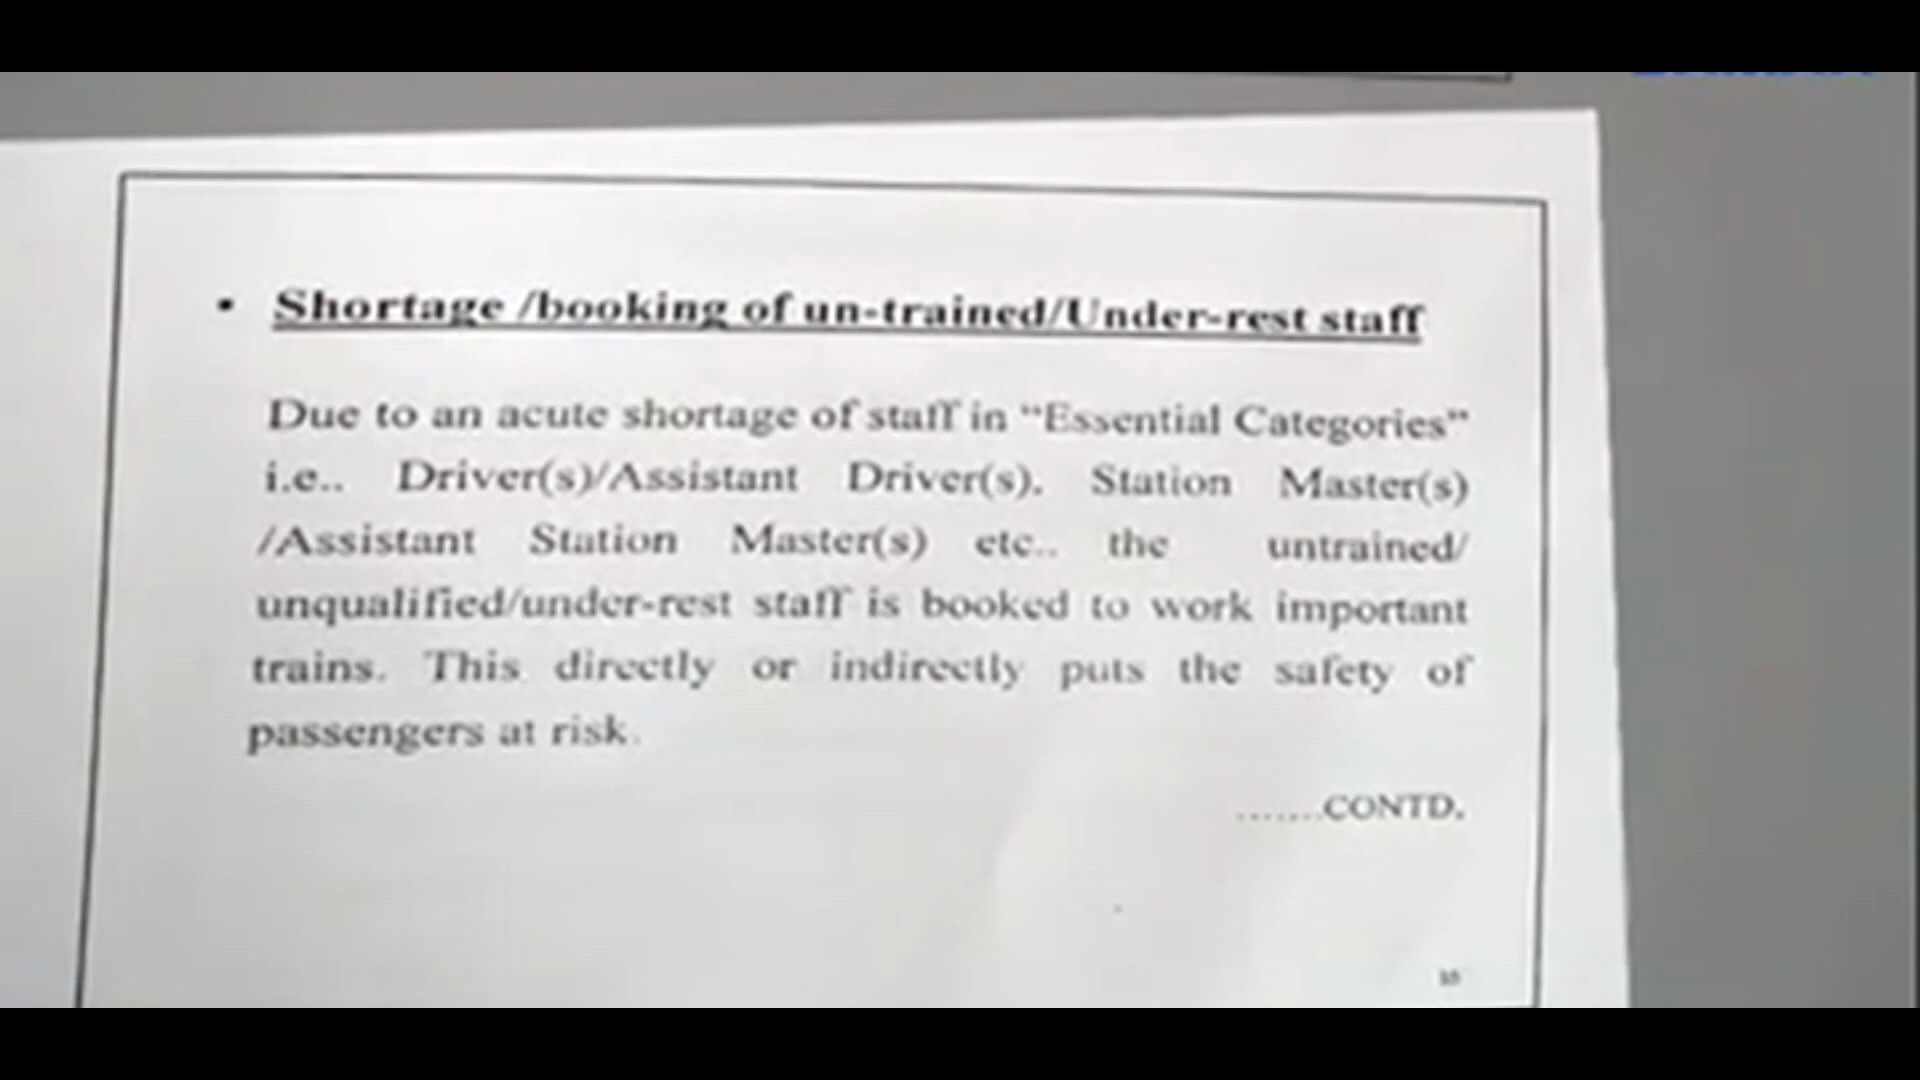 • Shortage /booking of un-trained/Under-rest staff
Due to an acute shortage of staff in "Essential Categories"
i.e.. Driver(s)/Assistant Driver(s). Station Master(s)
/Assistant Station Master(s) etc.. the untrained/
unqualified/under-rest staff is booked to work important
trains. This directly or indirectly puts the safety of
passengers at risk.
.......CONTD.